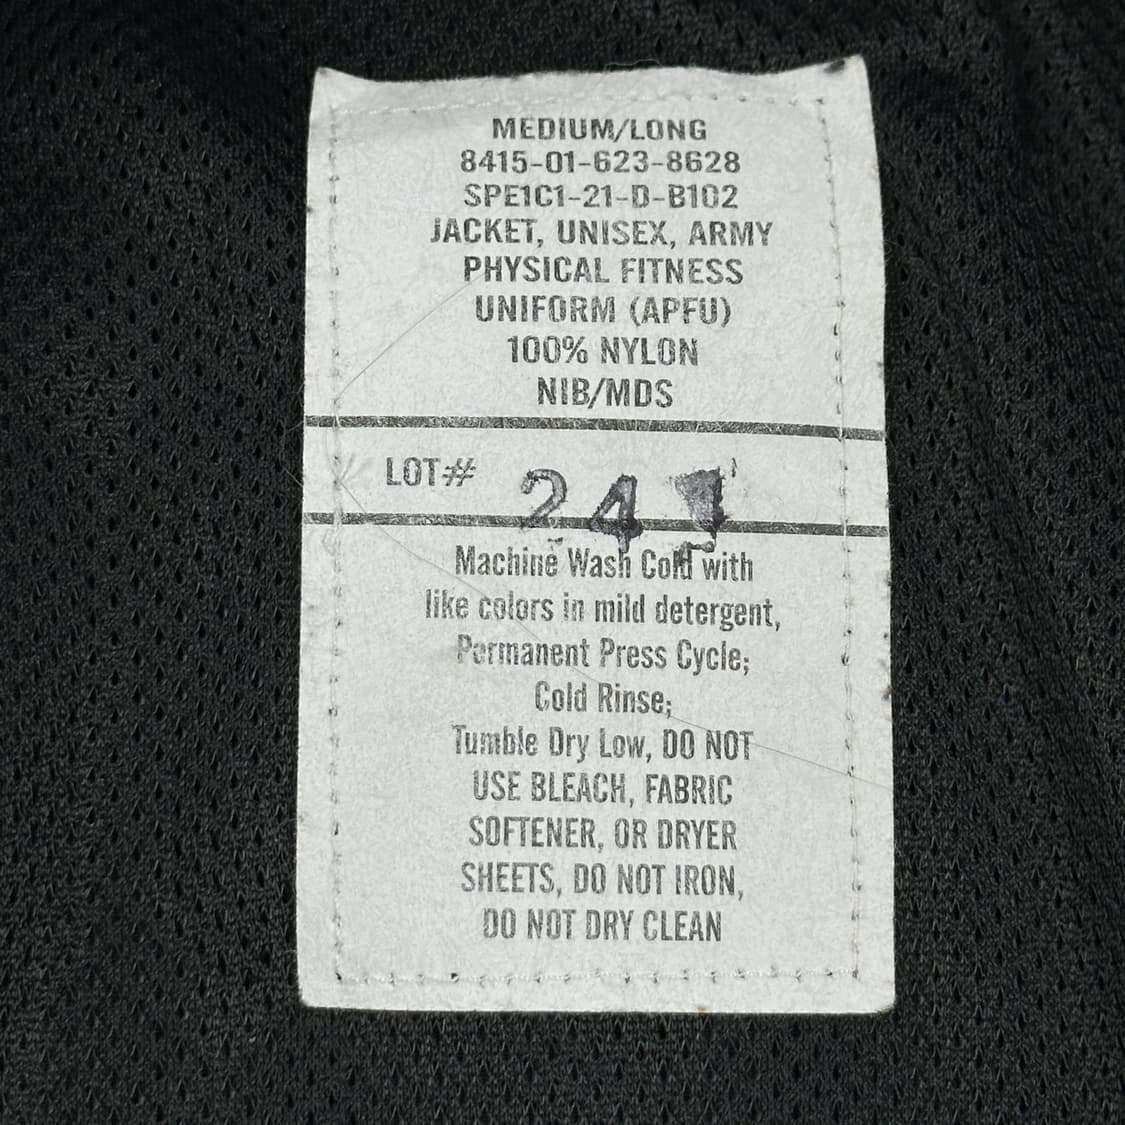 MEDIUM/LONG
8415-01-623-8628
SPE1C1-21-D-B102
JACKET, UNISEX, ARMY
PHYSICAL FITNESS
UNIFORM (APFU)
100% NYLON
NIB/MDS
LOT# 24
Machine Wash Cold with
like colors in mild detergent,
Permanent Press Cycle;
Cold Rinse;
Tumble Dry Low, DO NOT
USE BLEACH, FABRIC
SOFTENER, OR DRYER
SHEETS, DO NOT IRON,
DO NOT DRY CLEAN